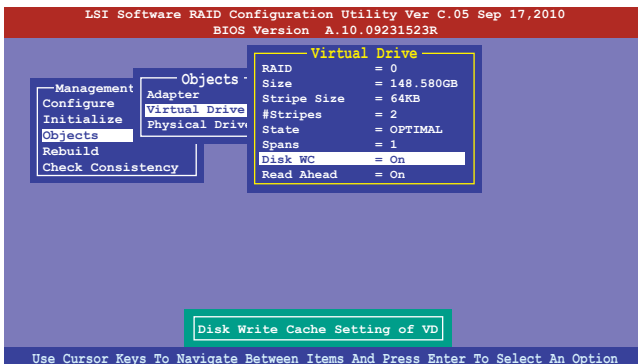 LSI Software RAID Configuration Utility Ver C.05 Sep 17,2010
BIOS Version A.10.09231523R
Management
Configure
Initialize
Objects
Rebuild
Check Consistency
Objects
Adapter
Virtual Drive
Physical Drive
Virtual Drive
RAID = 0
Size = 148.580GB
Stripe Size = 64KB
#Stripes = 2
State = OPTIMAL
Spans = 1
Disk WC = On
Read Ahead = On
Disk Write Cache Setting of VD
Use Cursor Keys To Navigate Between Items And Press Enter To Select An Option